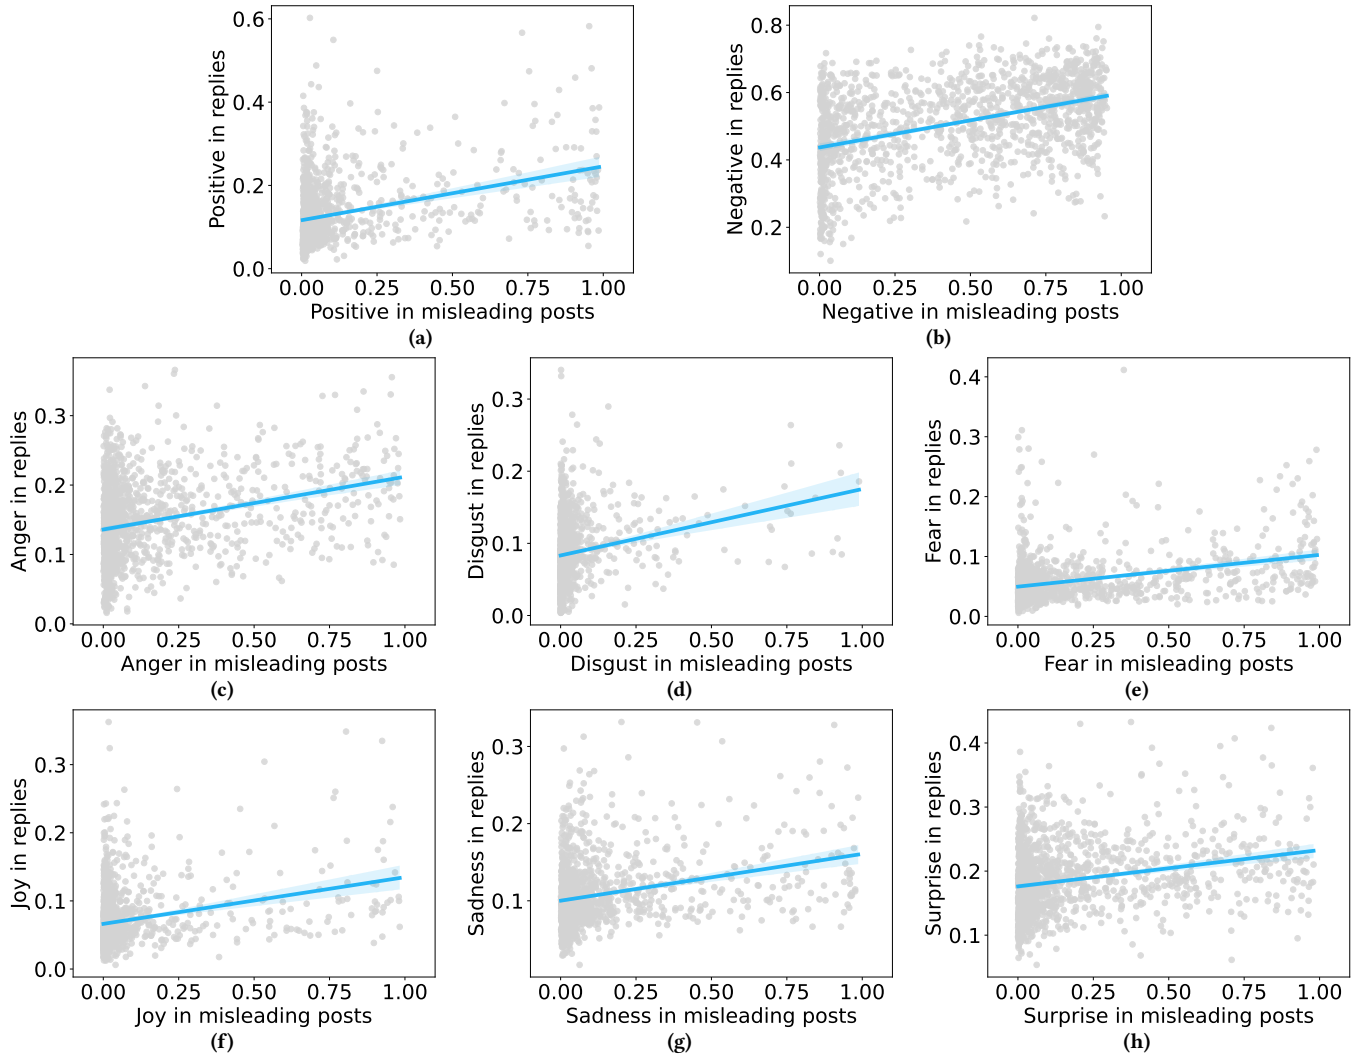 0.6
0.4
0.2
0.0
Positive in replies
0.00 0.25 0.50 0.75 1.00
Positive in misleading posts
(a)
0.8
0.6
0.4
0.2
Negative in replies
0.00 0.25 0.50 0.75 1.00
Negative in misleading posts
(b)
0.3
0.2
0.1
0.0
Anger in replies
0.00 0.25 0.50 0.75 1.00
Anger in misleading posts
(c)
0.3
0.2
0.1
0.0
Disgust in replies
0.00 0.25 0.50 0.75 1.00
Disgust in misleading posts
(d)
0.4
0.3
0.2
0.1
0.0
Fear in replies
0.00 0.25 0.50 0.75 1.00
Fear in misleading posts
(e)
0.3
0.2
0.1
0.0
Joy in replies
0.00 0.25 0.50 0.75 1.00
Joy in misleading posts
(f)
0.3
0.2
0.1
Sadness in replies
0.00 0.25 0.50 0.75 1.00
Sadness in misleading posts
(g)
0.4
0.3
0.2
0.1
Surprise in replies
0.00 0.25 0.50 0.75 1.00
Surprise in misleading posts
(h)